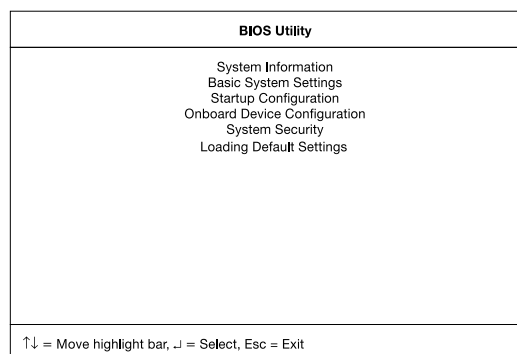 BIOS Utility
System Information
Basic System Settings
Startup Configuration
Onboard Device Configuration
System Security
Loading Default Settings
↑↓ = Move highlight bar, ↵ = Select, Esc = Exit